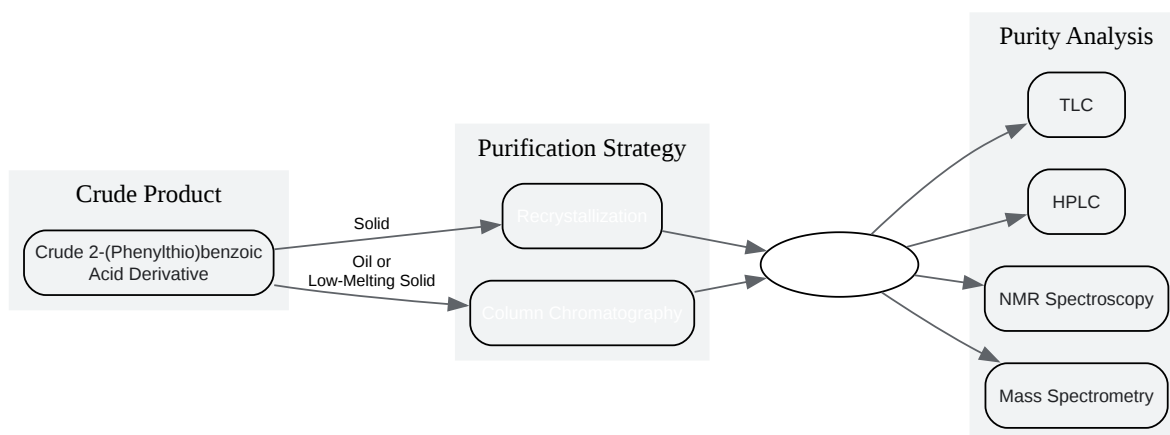 Crude Product
Crude 2-(Phenylthio)benzoic
Acid Derivative
Solid
Oil or
Low-Melting Solid
Purification Strategy
Recrystallization
Column Chromatography
Purity Analysis
TLC
HPLC
NMR Spectroscopy
Mass Spectrometry